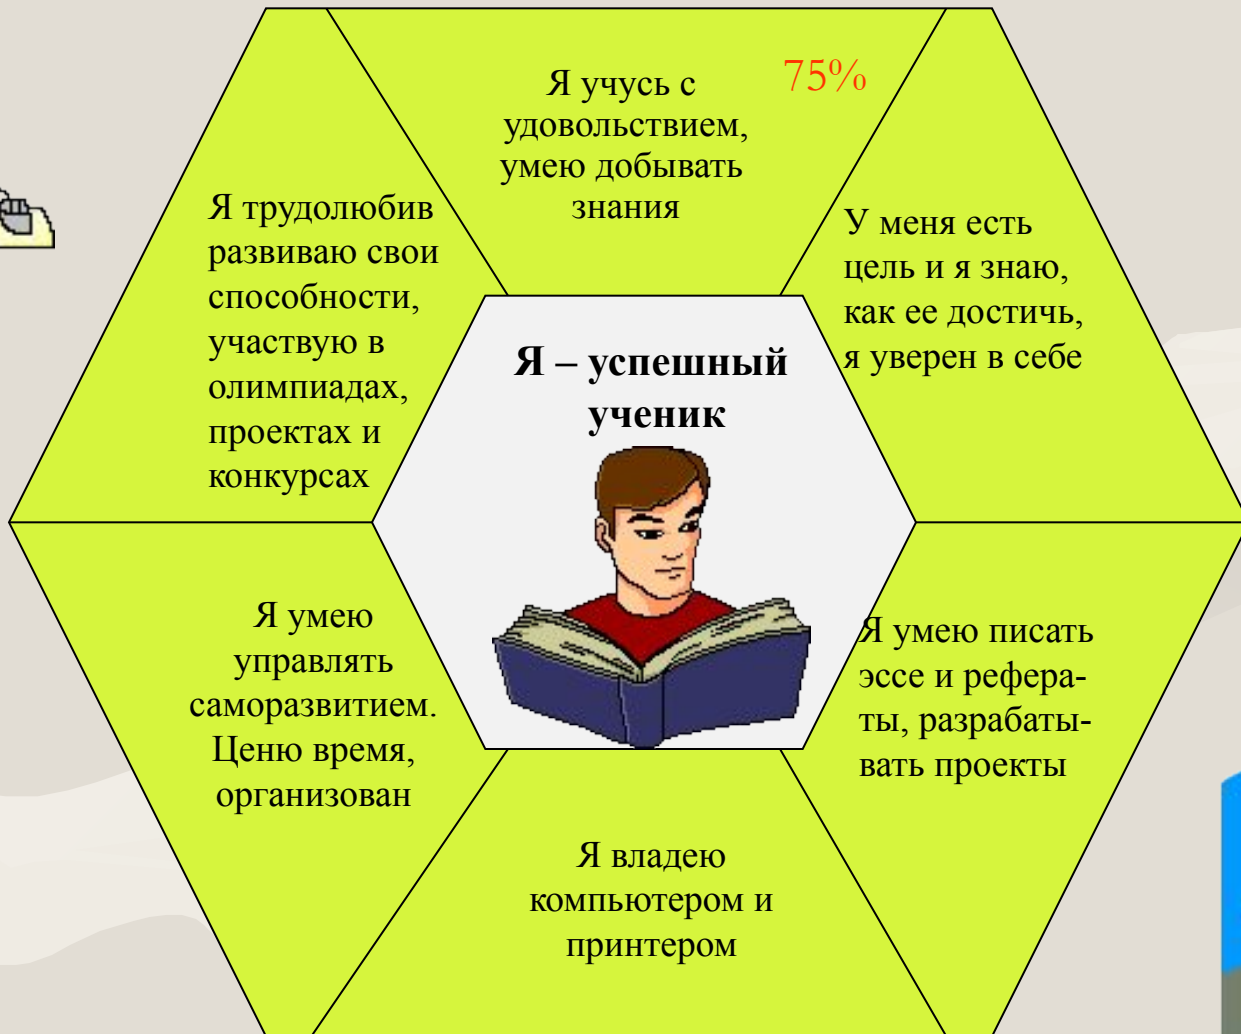 Я учусь с
удовольствием,
умею добывать
знания
75%
Я трудолюбив
развиваю свои
способности,
участвую в
олимпиадах,
проектах и
конкурсах
У меня есть
цель и я знаю,
как ее достичь,
я уверен в себе
Я – успешный
ученик
Я умею
управлять
саморазвитием.
Ценю время,
организован
Я умею писать
эссе и рефера-
ты, разрабаты-
вать проекты
Я владею
компьютером и
принтером